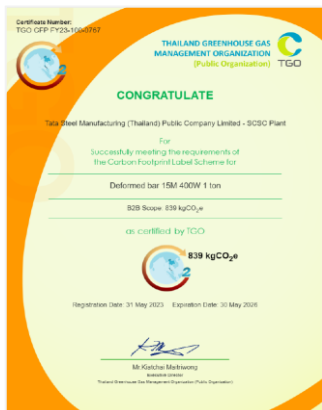 Certificate Number:
TGO CFP FY23-100-0767
THAILAND GREENHOUSE GAS
MANAGEMENT ORGANIZATION
(Public Organization)
TGO
CONGRATULATE
Tata Steel Manufacturing (Thailand) Public Company Limited - SCSC Plant
For
Successfully meeting the requirements of
the Carbon Footprint Label Scheme for
Deformed bar 15M 400W 1 ton
B2B Scope: 839 kgCO₂e
as certified by TGO
839 kgCO₂e
Registration Date: 31 May 2023 Expiration Date: 30 May 2026
Mr.Kiatchai Maitriwong
Executive Director
Thailand Greenhouse Gas Management Organization (Public Organization)